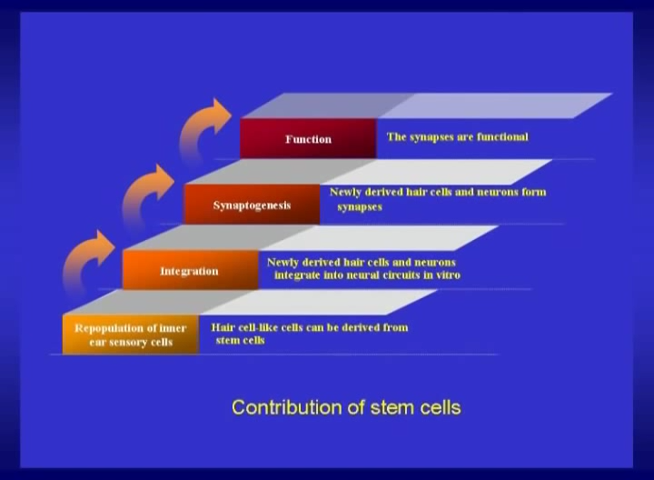 Function
The synapses are functional
Synaptogenesis
Newly derived hair cells and neurons form
synapses
Integration
Newly derived hair cells and neurons
integrate into neural circuits in vitro
Repopulation of inner
ear sensory cells
Hair cell-like cells can be derived from
stem cells
Contribution of stem cells